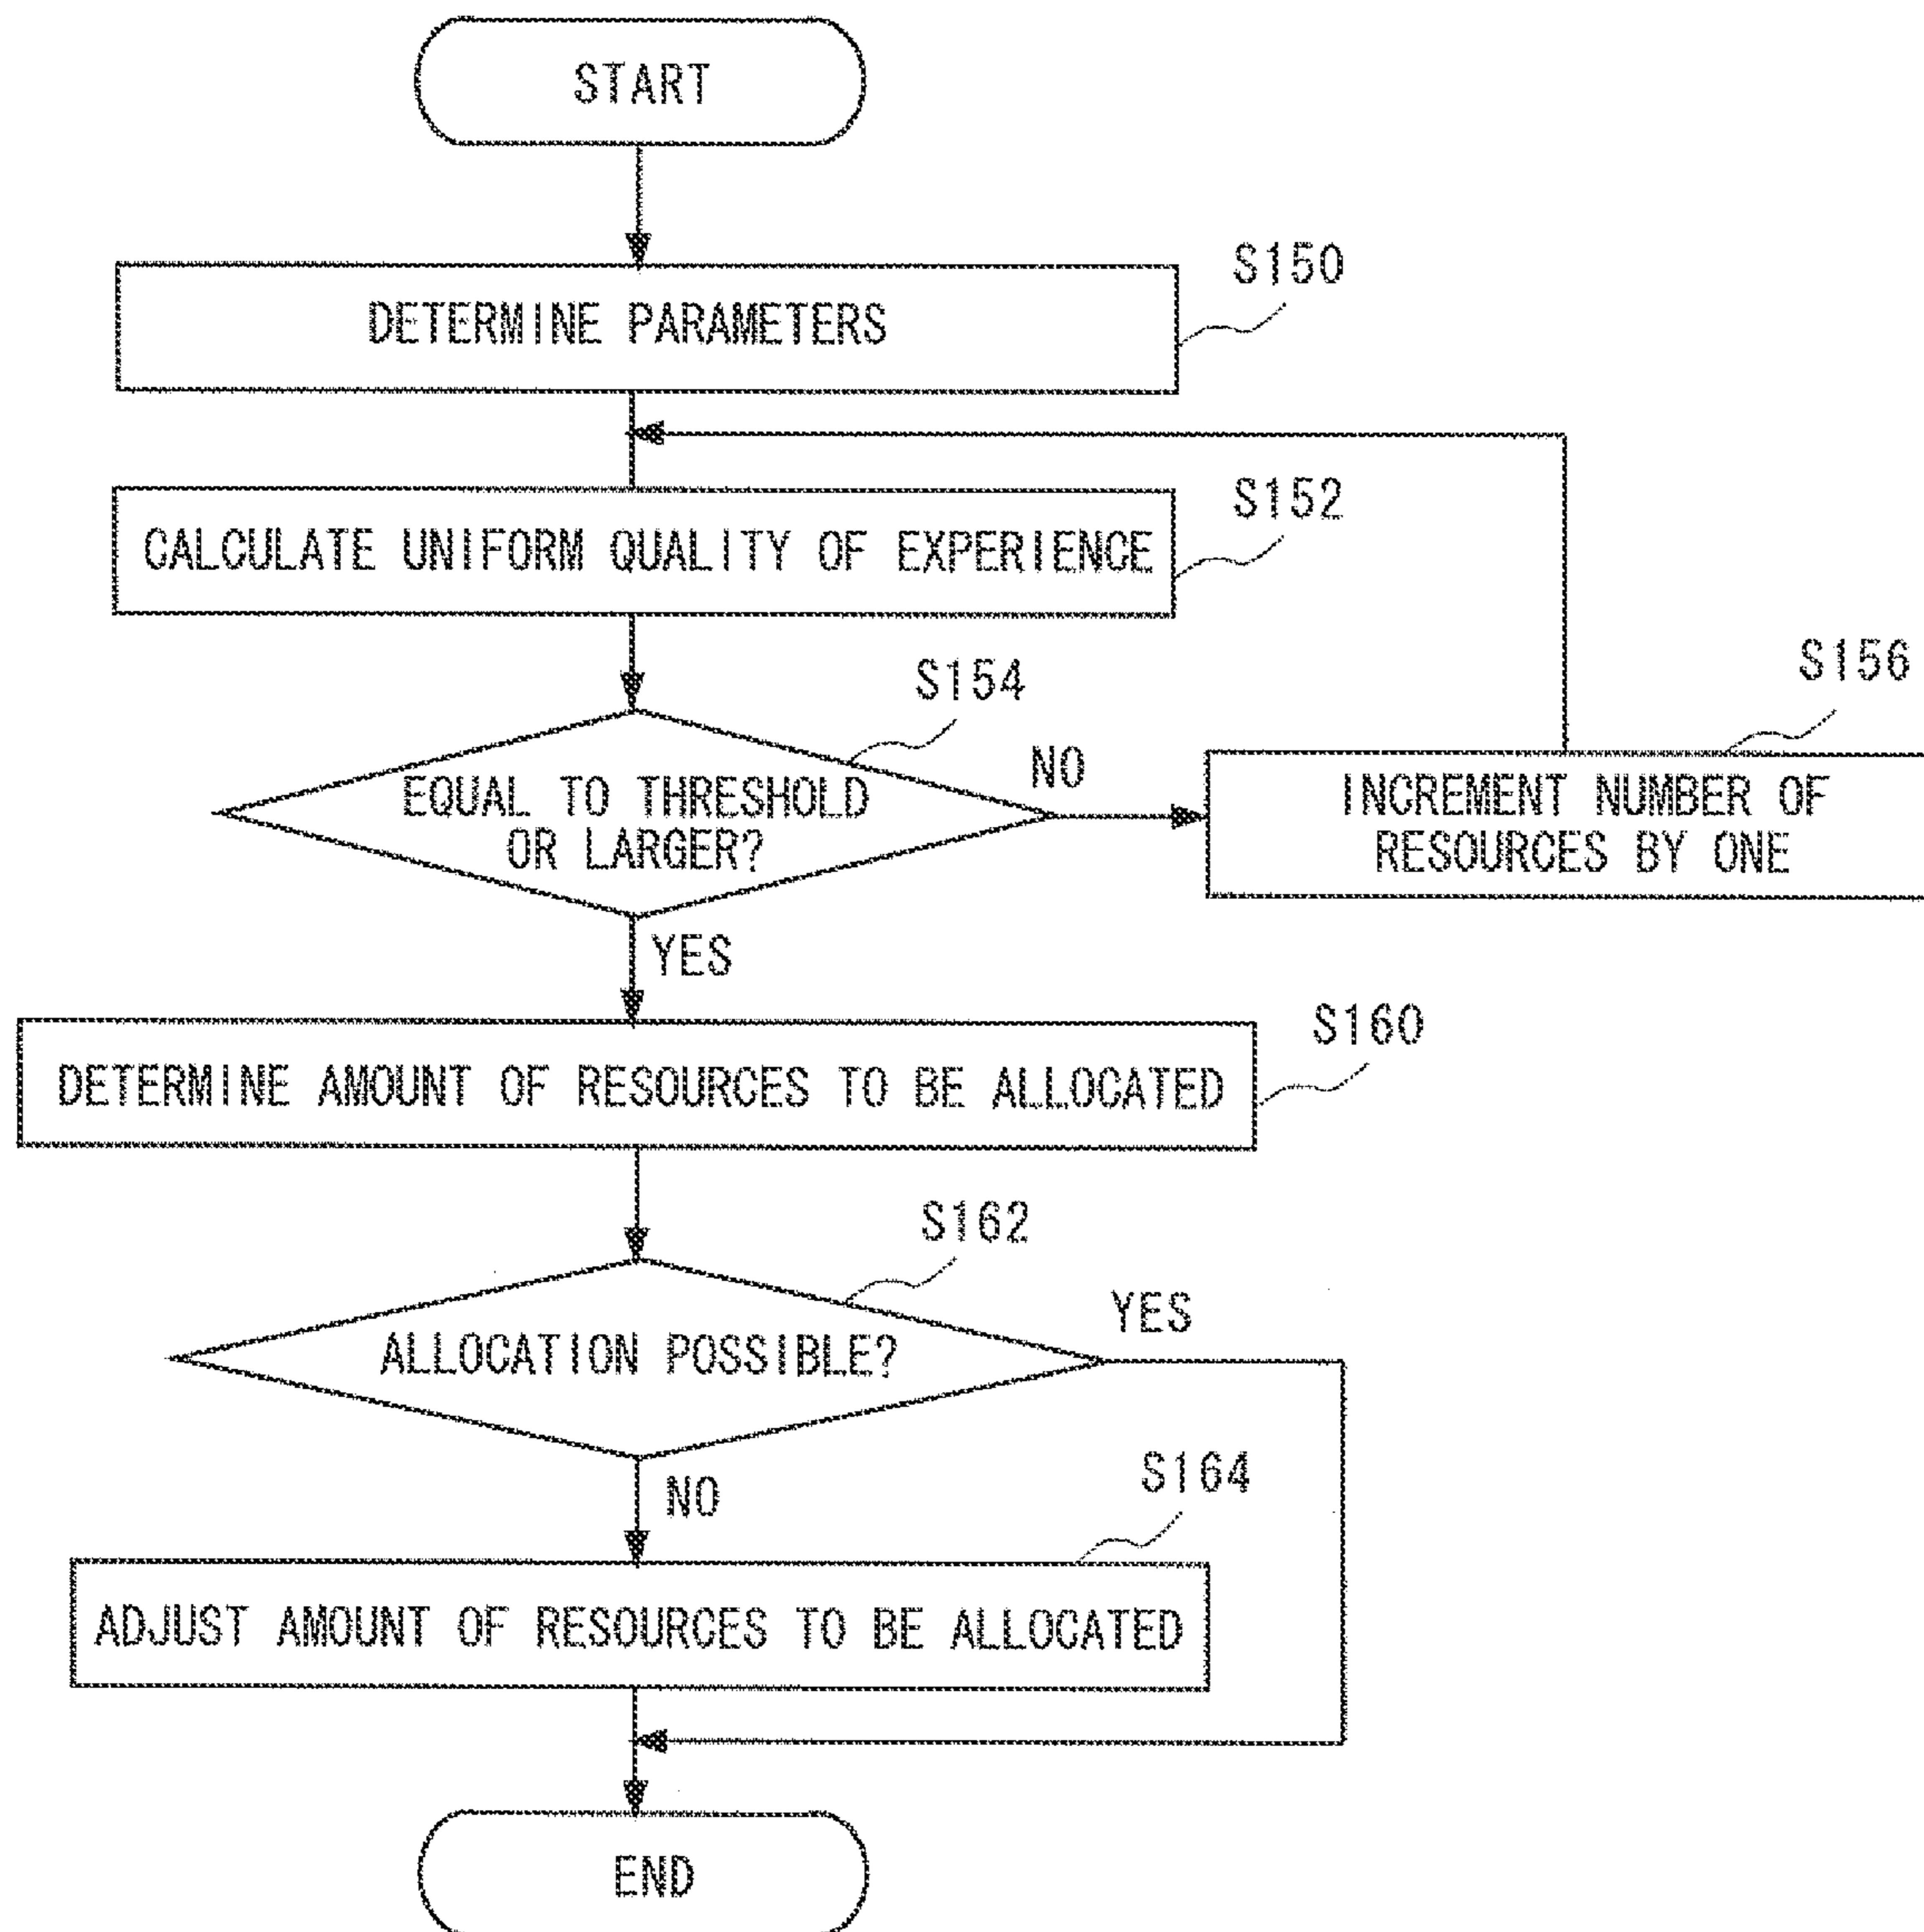 START
S150
DETERMINE PARAMETERS
S152
CALCULATE UNIFORM QUALITY OF EXPERIENCE
S154
EQUAL TO THRESHOLD
OR LARGER?
NO
S156
INCREMENT NUMBER OF
RESOURCES BY ONE
YES
S160
DETERMINE AMOUNT OF RESOURCES TO BE ALLOCATED
S162
ALLOCATION POSSIBLE?
YES
NO
S164
ADJUST AMOUNT OF RESOURCES TO BE ALLOCATED
END